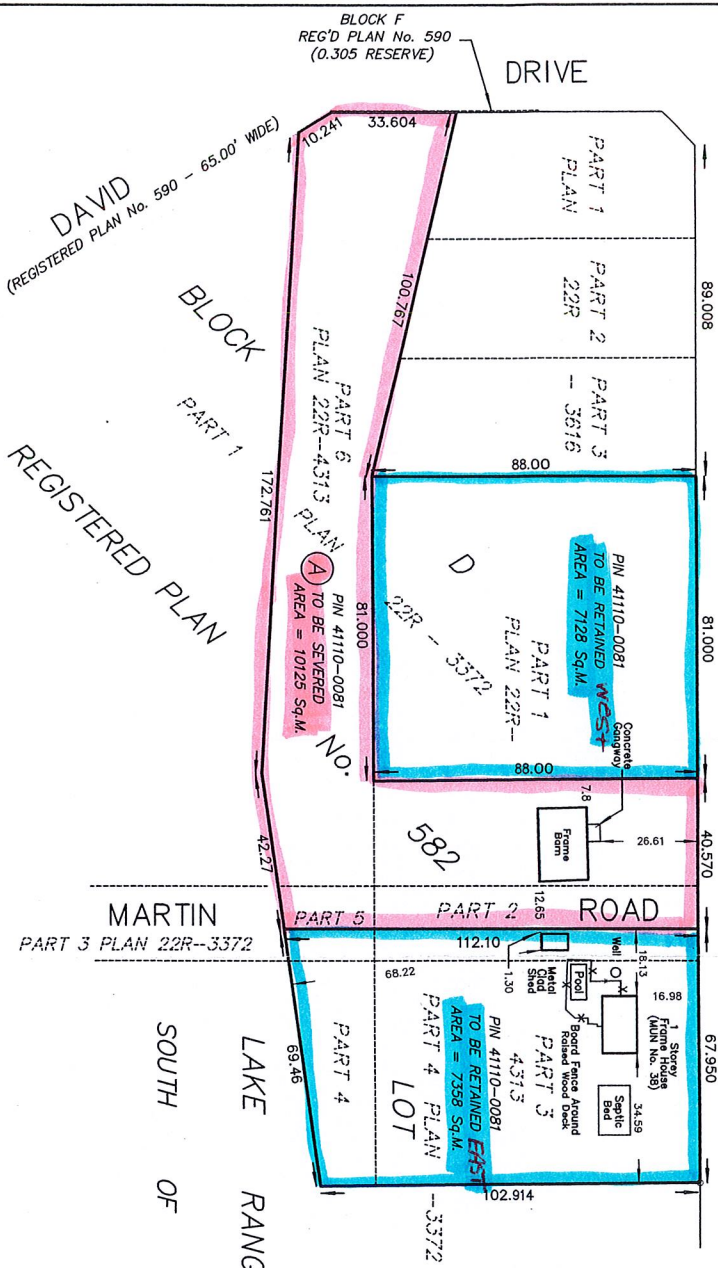 BLOCK F
REG'D PLAN No. 590
(0.305 RESERVE)
DRIVE
DAVID
(REGISTERED PLAN No. 590 - 65.00' WIDE)
10.241
33.604
100.767
89.008
PART 1
PLAN
PART 2
22R
PART 3
-- 3616
BLOCK
PART 1
REGISTERED PLAN
PART 6
PLAN 22R--4313
172.761
PLAN
NO.
582
A
PIN 41110-0081
TO BE SEVERED
AREA = 10125 Sq.M.
81.000
88.00
81.000
88.00
D
22R -- 3372
PART 1
PLAN 22R--
PIN 41110-0081
TO BE RETAINED WEST
AREA = 7128 Sq.M.
Concrete
Gangway
7.8
Frame
Barn
26.61
40.570
12.65
42.27
MARTIN
PART 5
PART 2
ROAD
PART 3 PLAN 22R--3372
112.10
68.22
1.30
Metal
Clad
Shed
Well
18.13
Pool
16.98
1 Storey
Frame House
(MUN No. 38)
Board Fence Around
Raised Wood Deck
Septic
Bed
34.59
67.950
PIN 41110-0081
TO BE RETAINED EAST
AREA = 7358 Sq.M.
4313
PART 3
PART 4 PLAN
--3372
LOT
PART 4
69.46
102.914
LAKE RANG
SOUTH OF